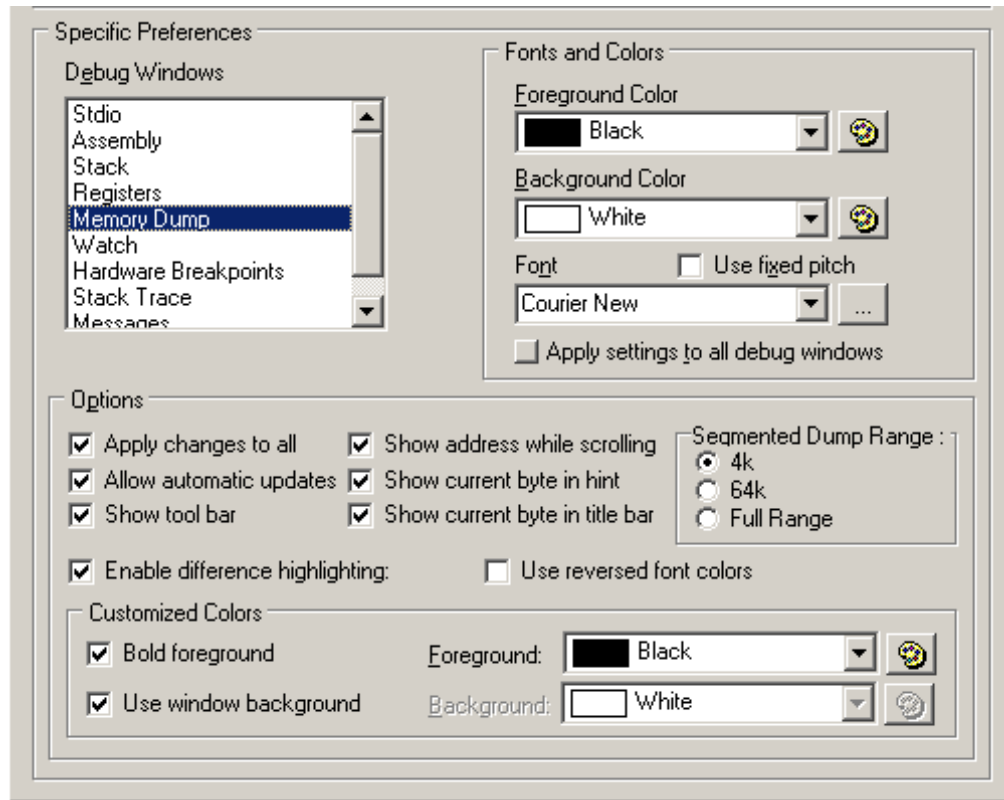 Specific Preferences
Debug Windows
Stdio
Assembly
Stack
Registers
Memory Dump
Watch
Hardware Breakpoints
Stack Trace
Messages
Fonts and Colors
Foreground Color
Black
Background Color
White
Font
Use fixed pitch
Courier New
...
Apply settings to all debug windows
Options
Apply changes to all
Show address while scrolling
Allow automatic updates
Show current byte in hint
Show tool bar
Show current byte in title bar
Segmented Dump Range :
4k
64k
Full Range
Enable difference highlighting:
Use reversed font colors
Customized Colors
Bold foreground
Foreground:
Black
Use window background
Background:
White